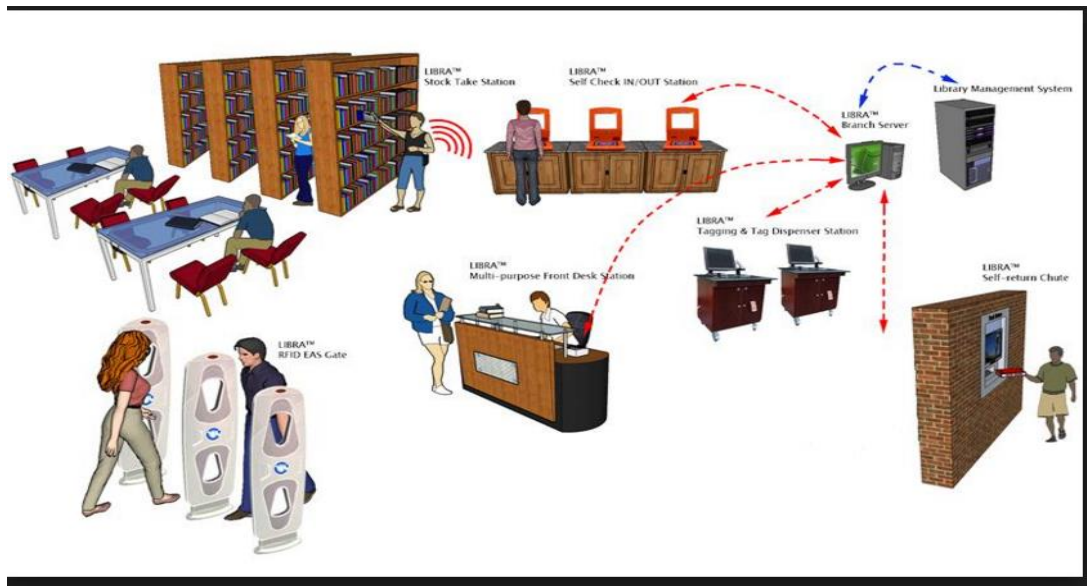 LIBRA™
Stock Take Station
LIBRA™
Self Check IN/OUT Station
Library Management System
LIBRA™
Branch Server
LIBRA™
Tagging & Tag Dispenser Station
LIBRA™
Multi-purpose Front Desk Station
LIBRA™
Self-return Chute
LIBRA™
RFID EAS Gate